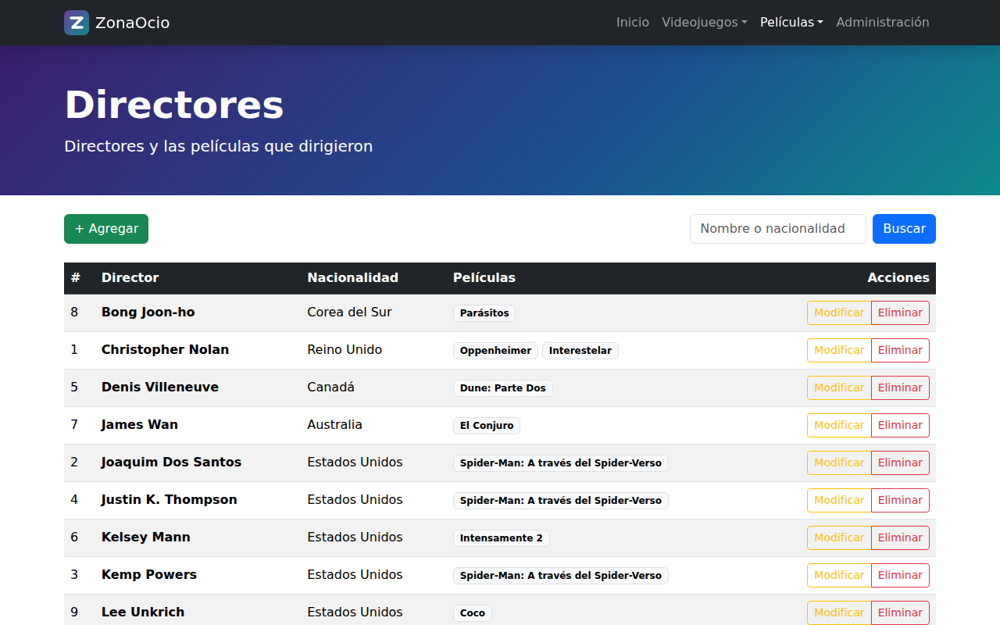 ZonaOcio Inicio Videojuegos Películas Administración
Directores
Directores y las películas que dirigieron
+ Agregar Nombre o nacionalidad Buscar
# Director Nacionalidad Películas Acciones
8 Bong Joon-ho Corea del Sur Parásitos Modificar Eliminar
1 Christopher Nolan Reino Unido Oppenheimer Interestelar Modificar Eliminar
5 Denis Villeneuve Canadá Dune: Parte Dos Modificar Eliminar
7 James Wan Australia El Conjuro Modificar Eliminar
2 Joaquim Dos Santos Estados Unidos Spider-Man: A través del Spider-Verso Modificar Eliminar
4 Justin K. Thompson Estados Unidos Spider-Man: A través del Spider-Verso Modificar Eliminar
6 Kelsey Mann Estados Unidos Intensamente 2 Modificar Eliminar
3 Kemp Powers Estados Unidos Spider-Man: A través del Spider-Verso Modificar Eliminar
9 Lee Unkrich Estados Unidos Coco Modificar Eliminar